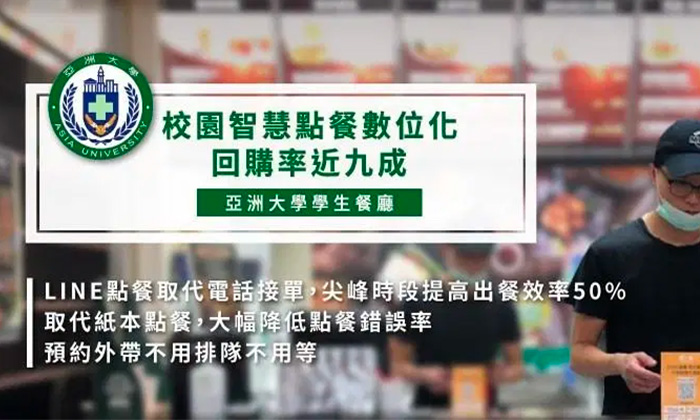 亞洲大學
ASIA UNIVERSITY
校園智慧點餐數位化
回購率近九成
亞洲大學學生餐廳
LINE點餐取代電話接單,尖峰時段提高出餐效率50%
取代紙本點餐,大幅降低點餐錯誤率
預約外帶不用排隊不用等